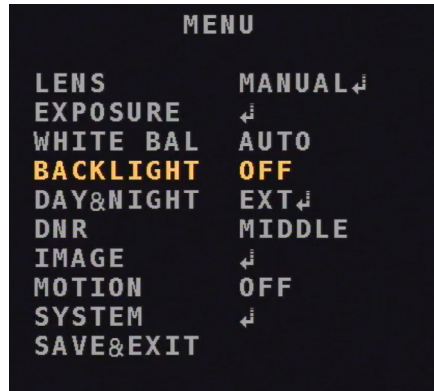 MENU
LENS MANUAL↲
EXPOSURE ↲
WHITE BAL AUTO
BACKLIGHT OFF
DAY&NIGHT EXT↲
DNR MIDDLE
IMAGE ↲
MOTION OFF
SYSTEM ↲
SAVE&EXIT